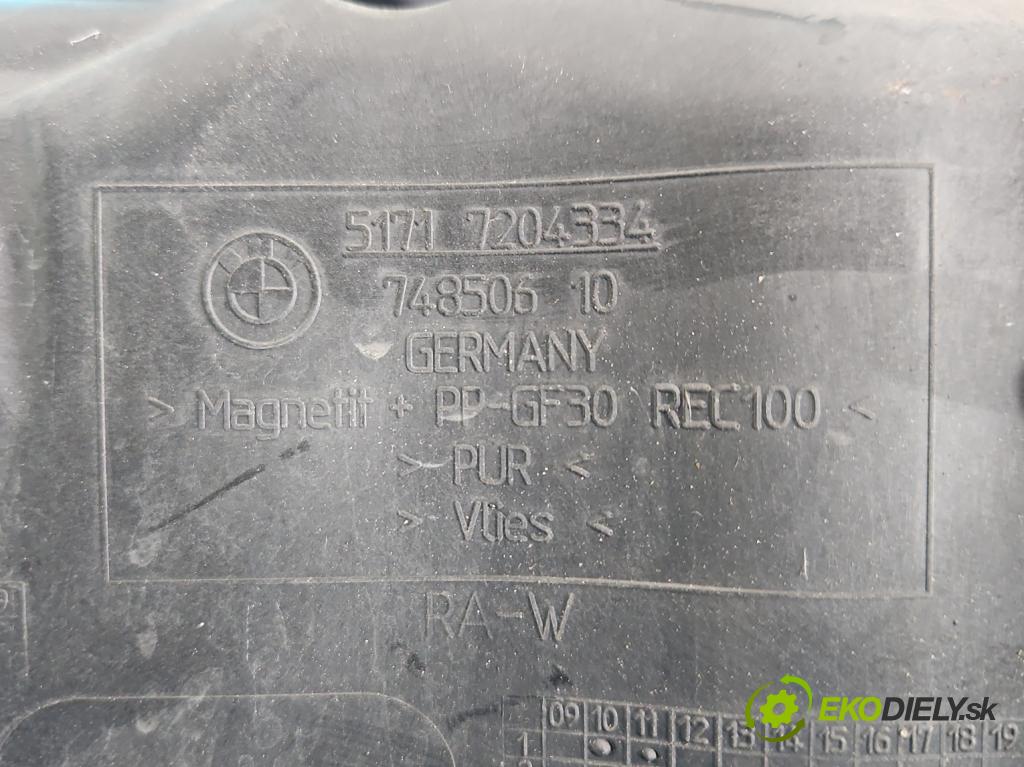 5171 7204334
748506 10
GERMANY
> Magnetit + PP-GF30 REC100 <
> PUR <
> Vlies <
RA-W
09 10 11 12 13 14 15 16 17 18 19
1
EKODIELY.sk